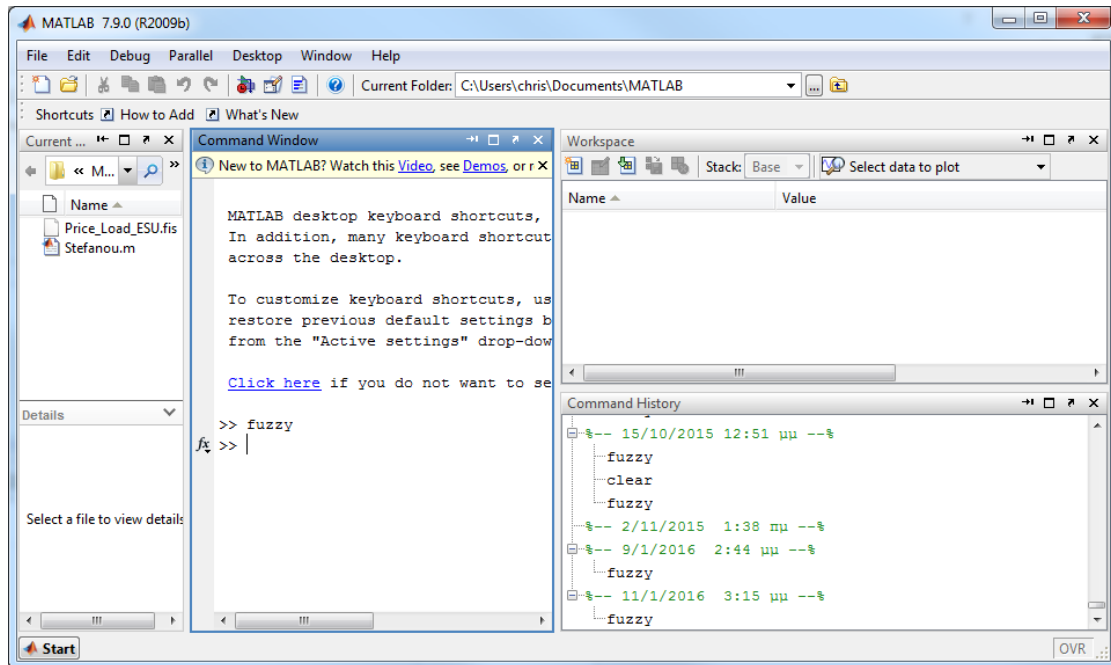 MATLAB 7.9.0 (R2009b)
File Edit Debug Parallel Desktop Window Help
Current Folder: C:\Users\chris\Documents\MATLAB
Shortcuts How to Add What's New
Current ...
« M... »
Name
Price_Load_ESU.fis
Stefanou.m
Details
Select a file to view details
Command Window
New to MATLAB? Watch this Video, see Demos, or r
MATLAB desktop keyboard shortcuts,
In addition, many keyboard shortcut
across the desktop.
To customize keyboard shortcuts, us
restore previous default settings b
from the "Active settings" drop-dow
Click here if you do not want to se
>> fuzzy
fx >>
Workspace
Stack: Base Select data to plot
Name Value
Command History
%-- 15/10/2015 12:51 μμ --%
fuzzy
clear
fuzzy
%-- 2/11/2015 1:38 πμ --%
%-- 9/1/2016 2:44 μμ --%
fuzzy
%-- 11/1/2016 3:15 μμ --%
fuzzy
Start
OVR